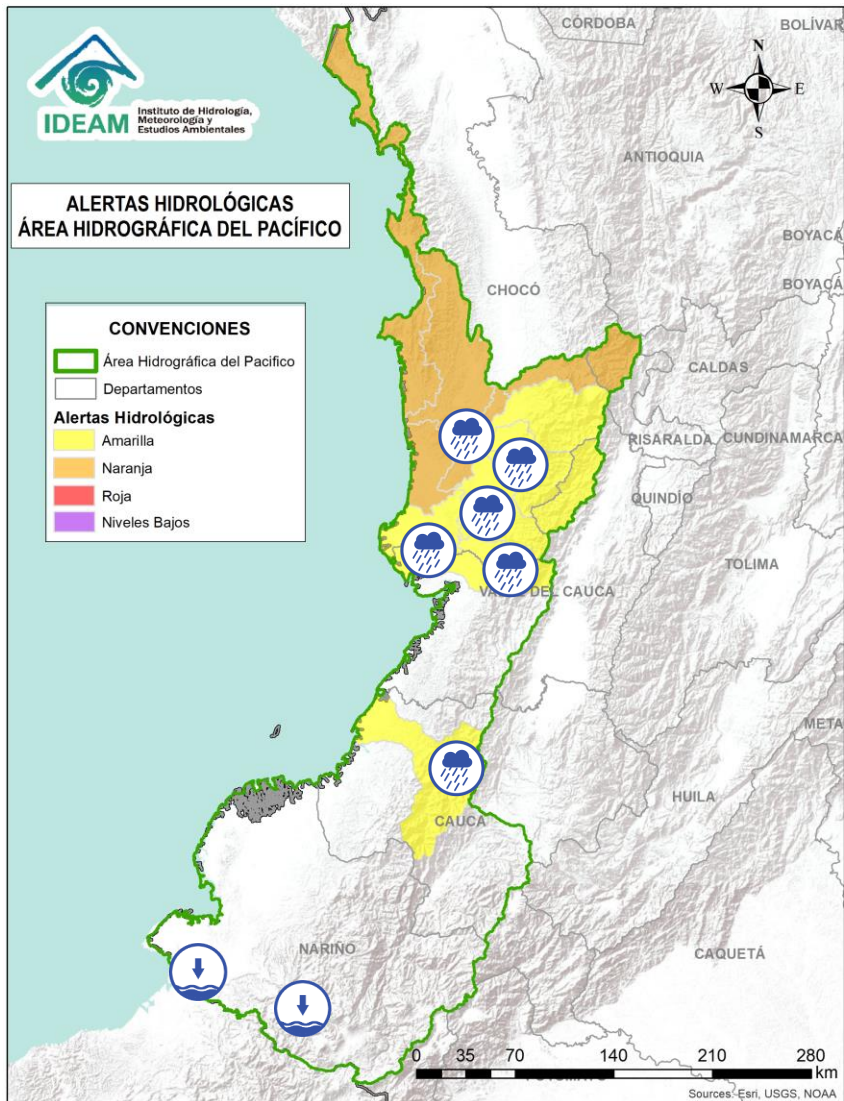 CÓRDOBA
BOLÍVAR
N
W E
S
IDEAM
Instituto de Hidrología,
Meteorología y
Estudios Ambientales
ANTIOQUIA
ALERTAS HIDROLÓGICAS
ÁREA HIDROGRÁFICA DEL PACÍFICO
BOYACÁ
BOYACÁ
CHOCÓ
CONVENCIONES
Área Hidrográfica del Pacifico
Departamentos
Alertas Hidrológicas
Amarilla
Naranja
Roja
Niveles Bajos
CALDAS
RISARALDA
CUNDINAMARCA
QUINDÍO
TOLIMA
VALLE DEL CAUCA
META
HUILA
CAUCA
NARIÑO
CAQUETÁ
0 35 70 140 210 280
km
PUTUMAYO
Sources: Esri, USGS, NOAA